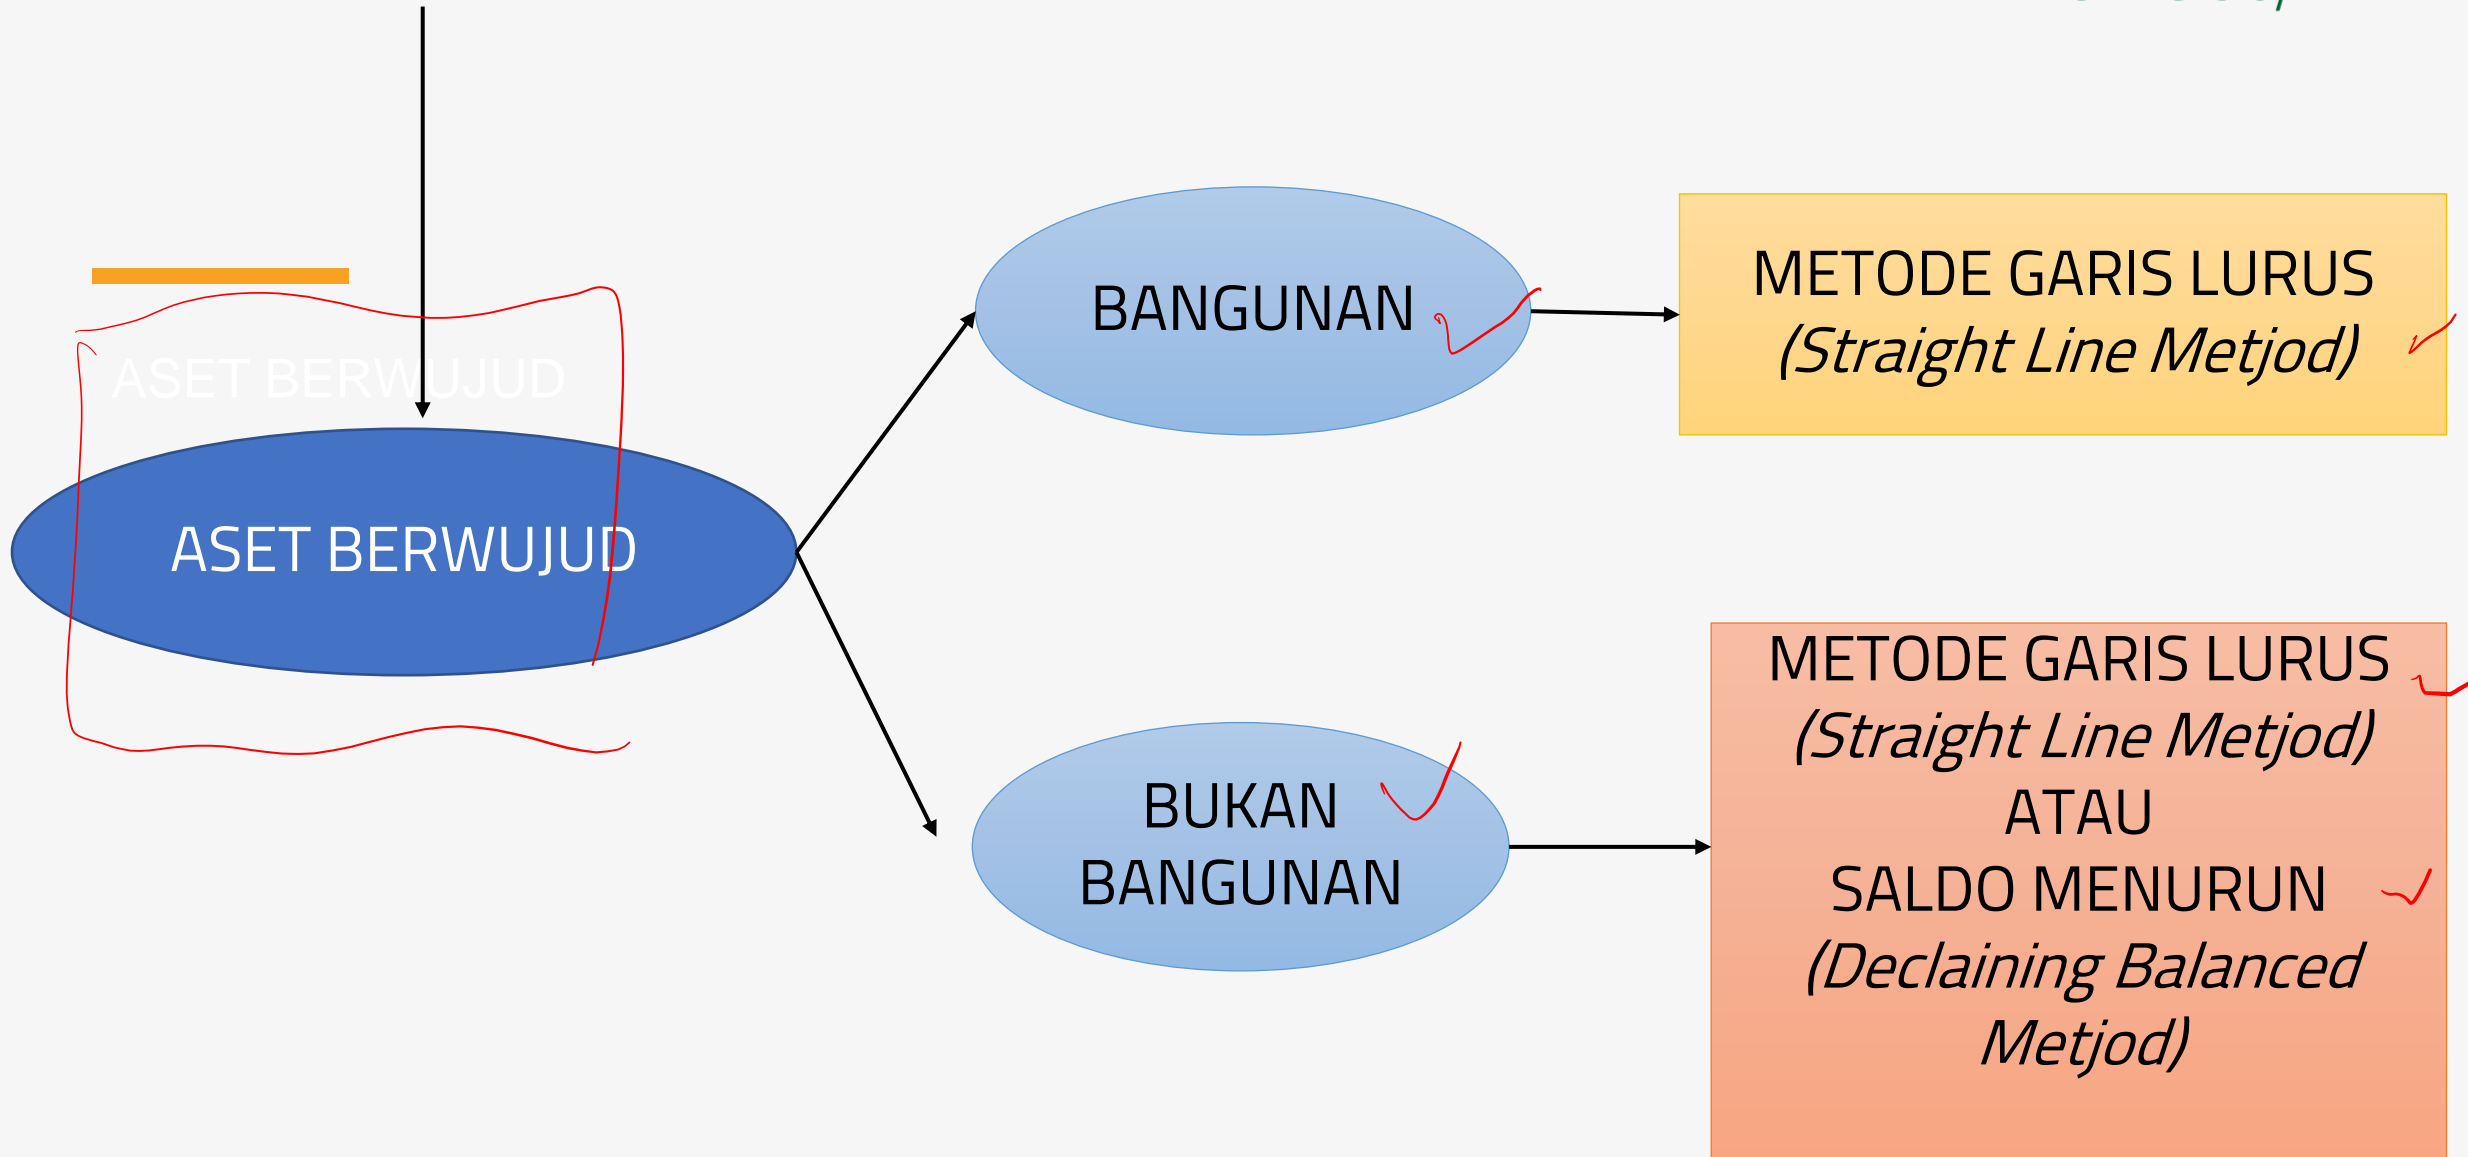 ASET BERWUJUD
ASET BERWUJUD
BANGUNAN
METODE GARIS LURUS
(Straight Line Metjod)
BUKAN
BANGUNAN
METODE GARIS LURUS
(Straight Line Metjod)
ATAU
SALDO MENURUN
(Declaining Balanced
Metjod)